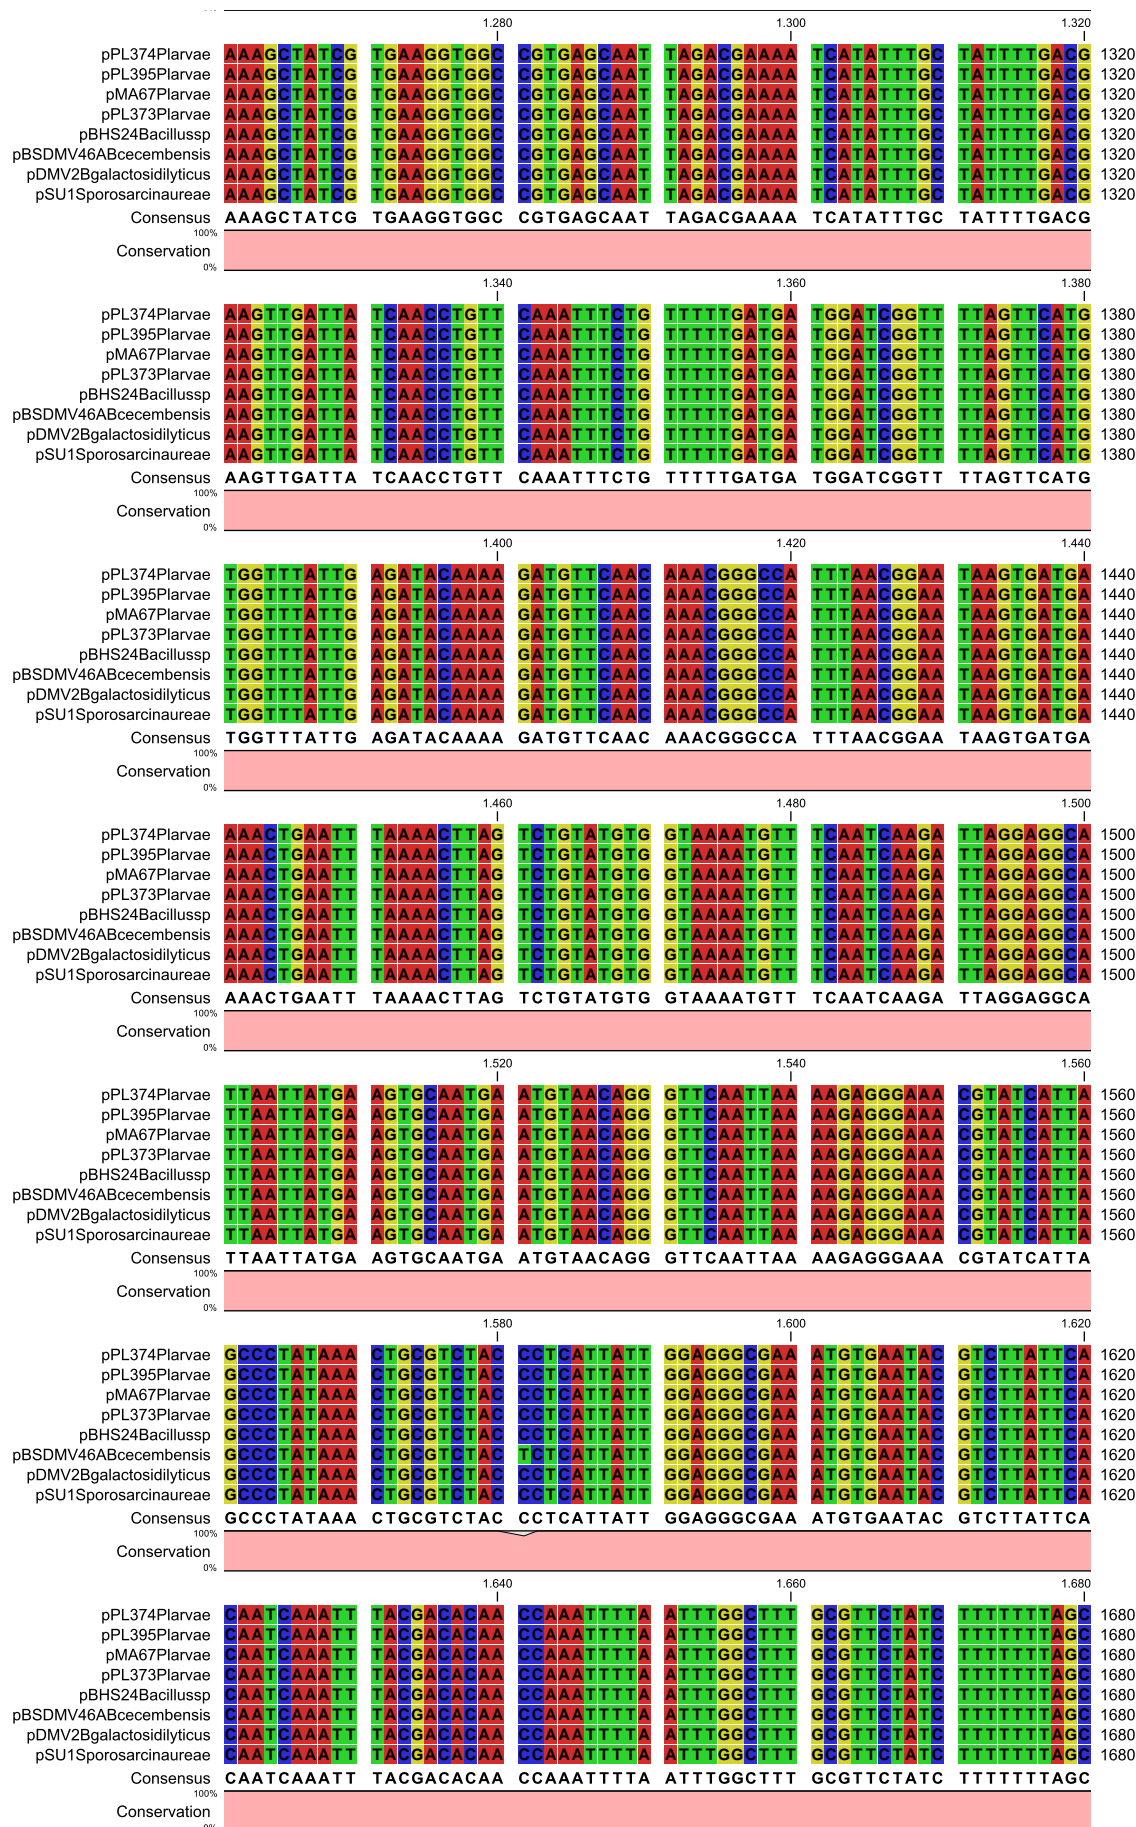 1.280 1.300 1.320
pPL374Plarvae AAAGCTATCG TGAAGGTGGC CGTGAGCAAT TAGACGAAAA TCATATTTGC TATTTTGACG 1320
pPL395Plarvae AAAGCTATCG TGAAGGTGGC CGTGAGCAAT TAGACGAAAA TCATATTTGC TATTTTGACG 1320
pMA67Plarvae AAAGCTATCG TGAAGGTGGC CGTGAGCAAT TAGACGAAAA TCATATTTGC TATTTTGACG 1320
pPL373Plarvae AAAGCTATCG TGAAGGTGGC CGTGAGCAAT TAGACGAAAA TCATATTTGC TATTTTGACG 1320
pBHS24Bacillussp AAAGCTATCG TGAAGGTGGC CGTGAGCAAT TAGACGAAAA TCATATTTGC TATTTTGACG 1320
pBSDMV46ABcecembensis AAAGCTATCG TGAAGGTGGC CGTGAGCAAT TAGACGAAAA TCATATTTGC TATTTTGACG 1320
pDMV2Bgalactosidilyticus AAAGCTATCG TGAAGGTGGC CGTGAGCAAT TAGACGAAAA TCATATTTGC TATTTTGACG 1320
pSU1Sporosarcinaureae AAAGCTATCG TGAAGGTGGC CGTGAGCAAT TAGACGAAAA TCATATTTGC TATTTTGACG 1320
Consensus AAAGCTATCG TGAAGGTGGC CGTGAGCAAT TAGACGAAAA TCATATTTGC TATTTTGACG
100%
Conservation
0%
1.340 1.360 1.380
pPL374Plarvae AAGTTGATTA TCAACCTGTT CAAATTTCTG TTTTTGATGA TGGATCGGTT TTAGTTCATG 1380
pPL395Plarvae AAGTTGATTA TCAACCTGTT CAAATTTCTG TTTTTGATGA TGGATCGGTT TTAGTTCATG 1380
pMA67Plarvae AAGTTGATTA TCAACCTGTT CAAATTTCTG TTTTTGATGA TGGATCGGTT TTAGTTCATG 1380
pPL373Plarvae AAGTTGATTA TCAACCTGTT CAAATTTCTG TTTTTGATGA TGGATCGGTT TTAGTTCATG 1380
pBHS24Bacillussp AAGTTGATTA TCAACCTGTT CAAATTTCTG TTTTTGATGA TGGATCGGTT TTAGTTCATG 1380
pBSDMV46ABcecembensis AAGTTGATTA TCAACCTGTT CAAATTTCTG TTTTTGATGA TGGATCGGTT TTAGTTCATG 1380
pDMV2Bgalactosidilyticus AAGTTGATTA TCAACCTGTT CAAATTTCTG TTTTTGATGA TGGATCGGTT TTAGTTCATG 1380
pSU1Sporosarcinaureae AAGTTGATTA TCAACCTGTT CAAATTTCTG TTTTTGATGA TGGATCGGTT TTAGTTCATG 1380
Consensus AAGTTGATTA TCAACCTGTT CAAATTTCTG TTTTTGATGA TGGATCGGTT TTAGTTCATG
100%
Conservation
0%
1.400 1.420 1.440
pPL374Plarvae TGGTTTATTG AGATACAAAA GATGTTCAAC AAACGGGCCA TTTAACGGAA TAAGTGATGA 1440
pPL395Plarvae TGGTTTATTG AGATACAAAA GATGTTCAAC AAACGGGCCA TTTAACGGAA TAAGTGATGA 1440
pMA67Plarvae TGGTTTATTG AGATACAAAA GATGTTCAAC AAACGGGCCA TTTAACGGAA TAAGTGATGA 1440
pPL373Plarvae TGGTTTATTG AGATACAAAA GATGTTCAAC AAACGGGCCA TTTAACGGAA TAAGTGATGA 1440
pBHS24Bacillussp TGGTTTATTG AGATACAAAA GATGTTCAAC AAACGGGCCA TTTAACGGAA TAAGTGATGA 1440
pBSDMV46ABcecembensis TGGTTTATTG AGATACAAAA GATGTTCAAC AAACGGGCCA TTTAACGGAA TAAGTGATGA 1440
pDMV2Bgalactosidilyticus TGGTTTATTG AGATACAAAA GATGTTCAAC AAACGGGCCA TTTAACGGAA TAAGTGATGA 1440
pSU1Sporosarcinaureae TGGTTTATTG AGATACAAAA GATGTTCAAC AAACGGGCCA TTTAACGGAA TAAGTGATGA 1440
Consensus TGGTTTATTG AGATACAAAA GATGTTCAAC AAACGGGCCA TTTAACGGAA TAAGTGATGA
100%
Conservation
0%
1.460 1.480 1.500
pPL374Plarvae AAACTGAATT TAAAACTTAG TCTGTATGTG GTAAAATGTT TCAATCAAGA TTAGGAGGCA 1500
pPL395Plarvae AAACTGAATT TAAAACTTAG TCTGTATGTG GTAAAATGTT TCAATCAAGA TTAGGAGGCA 1500
pMA67Plarvae AAACTGAATT TAAAACTTAG TCTGTATGTG GTAAAATGTT TCAATCAAGA TTAGGAGGCA 1500
pPL373Plarvae AAACTGAATT TAAAACTTAG TCTGTATGTG GTAAAATGTT TCAATCAAGA TTAGGAGGCA 1500
pBHS24Bacillussp AAACTGAATT TAAAACTTAG TCTGTATGTG GTAAAATGTT TCAATCAAGA TTAGGAGGCA 1500
pBSDMV46ABcecembensis AAACTGAATT TAAAACTTAG TCTGTATGTG GTAAAATGTT TCAATCAAGA TTAGGAGGCA 1500
pDMV2Bgalactosidilyticus AAACTGAATT TAAAACTTAG TCTGTATGTG GTAAAATGTT TCAATCAAGA TTAGGAGGCA 1500
pSU1Sporosarcinaureae AAACTGAATT TAAAACTTAG TCTGTATGTG GTAAAATGTT TCAATCAAGA TTAGGAGGCA 1500
Consensus AAACTGAATT TAAAACTTAG TCTGTATGTG GTAAAATGTT TCAATCAAGA TTAGGAGGCA
100%
Conservation
0%
1.520 1.540 1.560
pPL374Plarvae TTAATTATGA AGTGCAATGA ATGTAACAGG GTTCAATTAA AAGAGGGAAA CGTATCATTA 1560
pPL395Plarvae TTAATTATGA AGTGCAATGA ATGTAACAGG GTTCAATTAA AAGAGGGAAA CGTATCATTA 1560
pMA67Plarvae TTAATTATGA AGTGCAATGA ATGTAACAGG GTTCAATTAA AAGAGGGAAA CGTATCATTA 1560
pPL373Plarvae TTAATTATGA AGTGCAATGA ATGTAACAGG GTTCAATTAA AAGAGGGAAA CGTATCATTA 1560
pBHS24Bacillussp TTAATTATGA AGTGCAATGA ATGTAACAGG GTTCAATTAA AAGAGGGAAA CGTATCATTA 1560
pBSDMV46ABcecembensis TTAATTATGA AGTGCAATGA ATGTAACAGG GTTCAATTAA AAGAGGGAAA CGTATCATTA 1560
pDMV2Bgalactosidilyticus TTAATTATGA AGTGCAATGA ATGTAACAGG GTTCAATTAA AAGAGGGAAA CGTATCATTA 1560
pSU1Sporosarcinaureae TTAATTATGA AGTGCAATGA ATGTAACAGG GTTCAATTAA AAGAGGGAAA CGTATCATTA 1560
Consensus TTAATTATGA AGTGCAATGA ATGTAACAGG GTTCAATTAA AAGAGGGAAA CGTATCATTA
100%
Conservation
0%
1.580 1.600 1.620
pPL374Plarvae GCCCTATAAA CTGCGTCTAC CCTCATTATT GGAGGGCGAA ATGTGAATAC GTCTTATTCA 1620
pPL395Plarvae GCCCTATAAA CTGCGTCTAC CCTCATTATT GGAGGGCGAA ATGTGAATAC GTCTTATTCA 1620
pMA67Plarvae GCCCTATAAA CTGCGTCTAC CCTCATTATT GGAGGGCGAA ATGTGAATAC GTCTTATTCA 1620
pPL373Plarvae GCCCTATAAA CTGCGTCTAC CCTCATTATT GGAGGGCGAA ATGTGAATAC GTCTTATTCA 1620
pBHS24Bacillussp GCCCTATAAA CTGCGTCTAC CCTCATTATT GGAGGGCGAA ATGTGAATAC GTCTTATTCA 1620
pBSDMV46ABcecembensis GCCCTATAAA CTGCGTCTAC TCTCATTATT GGAGGGCGAA ATGTGAATAC GTCTTATTCA 1620
pDMV2Bgalactosidilyticus GCCCTATAAA CTGCGTCTAC CCTCATTATT GGAGGGCGAA ATGTGAATAC GTCTTATTCA 1620
pSU1Sporosarcinaureae GCCCTATAAA CTGCGTCTAC CCTCATTATT GGAGGGCGAA ATGTGAATAC GTCTTATTCA 1620
Consensus GCCCTATAAA CTGCGTCTAC CCTCATTATT GGAGGGCGAA ATGTGAATAC GTCTTATTCA
100%
Conservation
0%
1.640 1.660 1.680
pPL374Plarvae CAATCAAATT TACGACACAA CCAAATTTTA ATTTGGCTTT GCGTTCTATC TTTTTTTAGC 1680
pPL395Plarvae CAATCAAATT TACGACACAA CCAAATTTTA ATTTGGCTTT GCGTTCTATC TTTTTTTAGC 1680
pMA67Plarvae CAATCAAATT TACGACACAA CCAAATTTTA ATTTGGCTTT GCGTTCTATC TTTTTTTAGC 1680
pPL373Plarvae CAATCAAATT TACGACACAA CCAAATTTTA ATTTGGCTTT GCGTTCTATC TTTTTTTAGC 1680
pBHS24Bacillussp CAATCAAATT TACGACACAA CCAAATTTTA ATTTGGCTTT GCGTTCTATC TTTTTTTAGC 1680
pBSDMV46ABcecembensis CAATCAAATT TACGACACAA CCAAATTTTA ATTTGGCTTT GCGTTCTATC TTTTTTTAGC 1680
pDMV2Bgalactosidilyticus CAATCAAATT TACGACACAA CCAAATTTTA ATTTGGCTTT GCGTTCTATC TTTTTTTAGC 1680
pSU1Sporosarcinaureae CAATCAAATT TACGACACAA CCAAATTTTA ATTTGGCTTT GCGTTCTATC TTTTTTTAGC 1680
Consensus CAATCAAATT TACGACACAA CCAAATTTTA ATTTGGCTTT GCGTTCTATC TTTTTTTAGC
100%
Conservation
0%